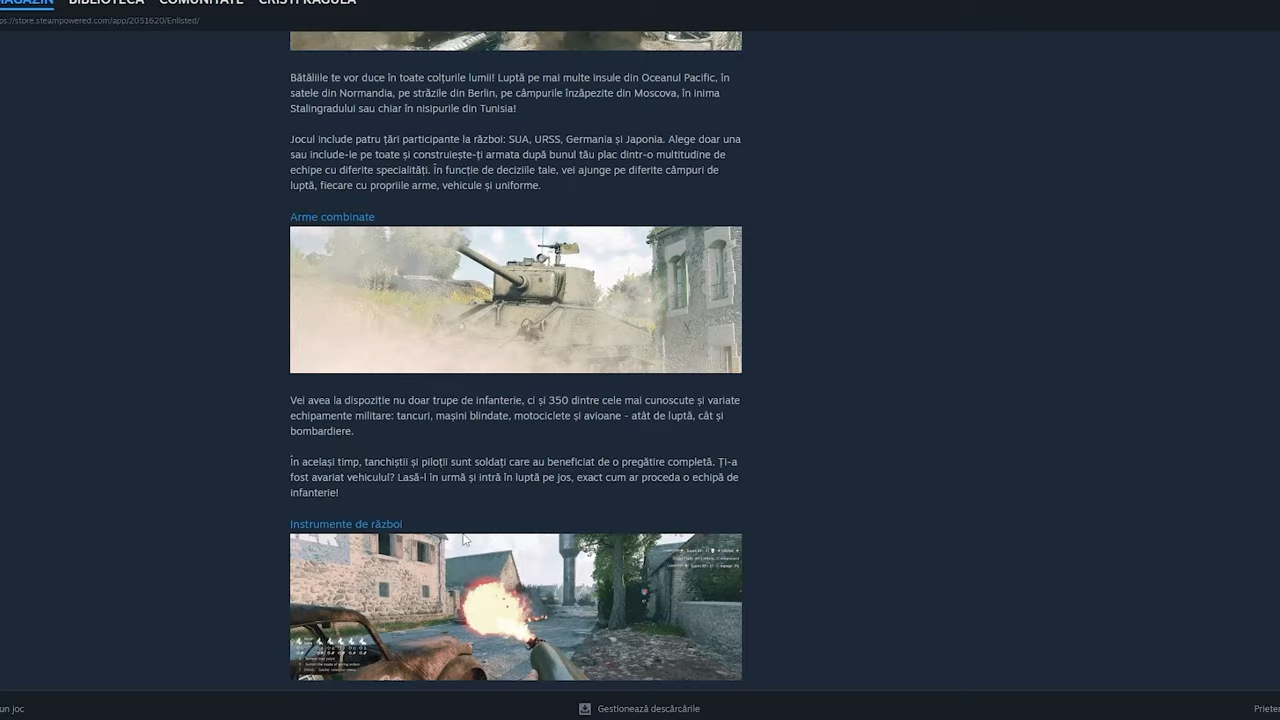 MAGAZIN BIBLIOTECĂ COMUNITATE CRISTI RAGULA
ps://store.steampowered.com/app/2051620/Enlisted/
Bătăliile te vor duce în toate colțurile lumii! Luptă pe mai multe insule din Oceanul Pacific, în
satele din Normandia, pe străzile din Berlin, pe câmpurile înzăpezite din Moscova, în inima
Stalingradului sau chiar în nisipurile din Tunisia!
Jocul include patru țări participante la război: SUA, URSS, Germania și Japonia. Alege doar una
sau include-le pe toate și construiește-ți armata după bunul tău plac dintr-o multitudine de
echipe cu diferite specialități. În funcție de deciziile tale, vei ajunge pe diferite câmpuri de
luptă, fiecare cu propriile arme, vehicule și uniforme.
Arme combinate
Vei avea la dispoziție nu doar trupe de infanterie, ci și 350 dintre cele mai cunoscute și variate
echipamente militare: tancuri, mașini blindate, motociclete și avioane - atât de luptă, cât și
bombardiere.
În același timp, tanchiștii și piloții sunt soldați care au beneficiat de o pregătire completă. Ți-a
fost avariat vehiculul? Lasă-l în urmă și intră în luptă pe jos, exact cum ar proceda o echipă de
infanterie!
Instrumente de război
un joc
Gestionează descărcările
Prieten